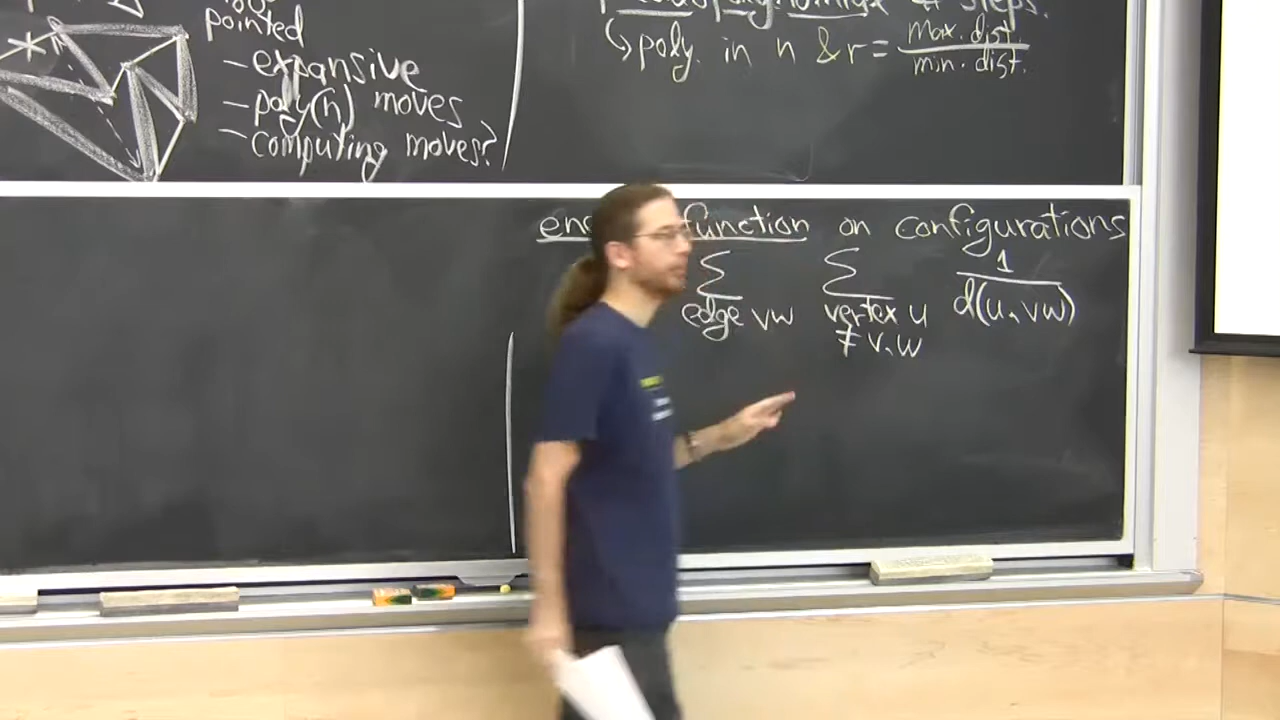 pointed
- expansive
- poly(n) moves
- computing moves?
# steps.
↳poly. in n & r = max. dist. / min. dist.
function on configurations
Σ Σ 1
edge vw vertex u d(u, vw)
≠ v, w